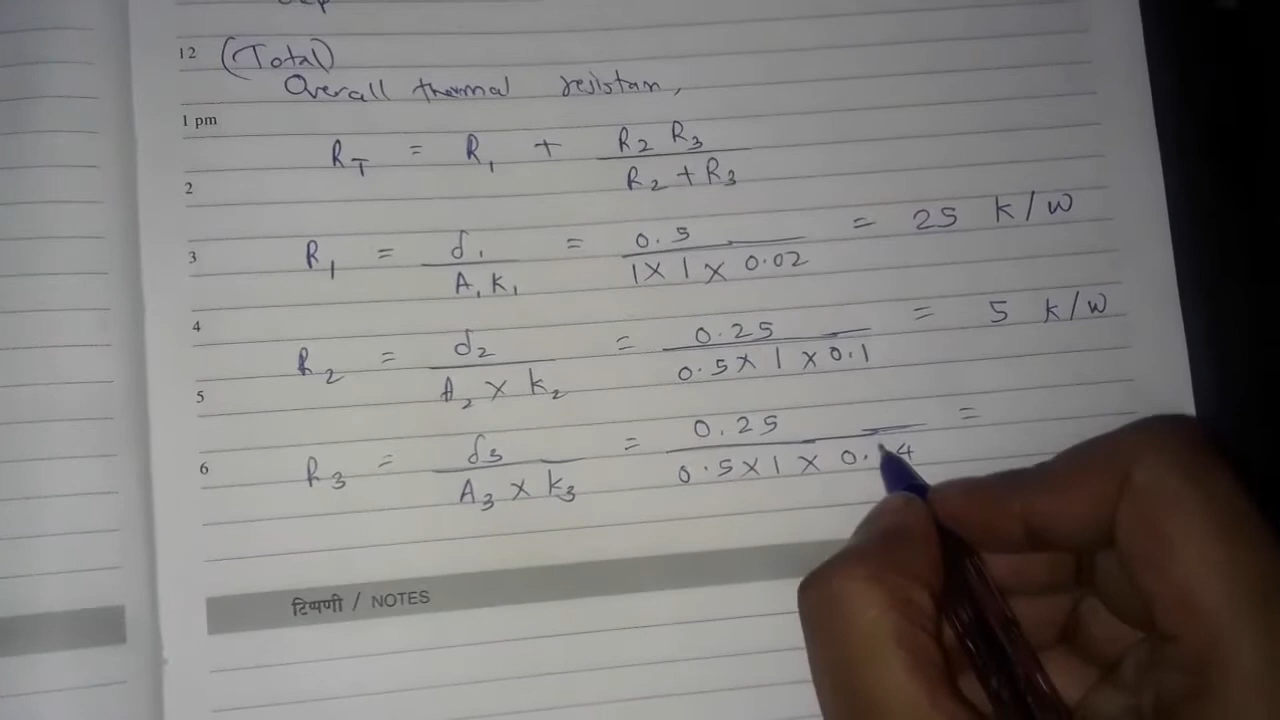 12 (Total)
Overall thermal resistan,
1 pm
R_T = R_1 + R_2 R_3 / R_2 + R_3
2
3 R_1 = δ_1 / A_1 K_1 = 0.5 / 1 X 1 X 0.02 = 25 K/W
4
R_2 = δ_2 / A_2 X K_2 = 0.25 / 0.5 X 1 X 0.1 = 5 K/W
5
6 R_3 = δ_3 / A_3 X K_3 = 0.25 / 0.5 X 1 X 0. 4 =
टिप्पणी / NOTES